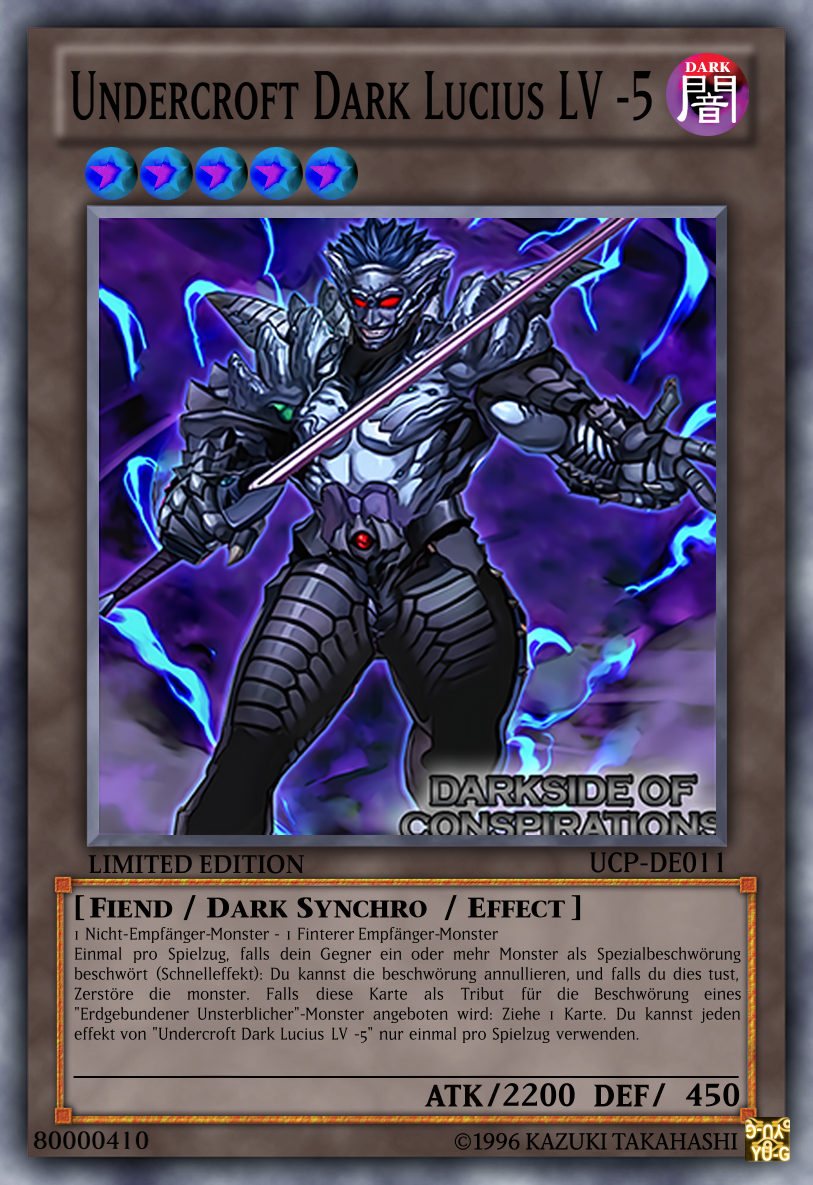 Undercroft Dark Lucius LV -5
DARK
闇
DARKSIDE OF
CONSPIRATIONS
LIMITED EDITION
UCP-DE011
[ Fiend / Dark Synchro / Effect ]
1 Nicht-Empfänger-Monster - 1 Finterer Empfänger-Monster
Einmal pro Spielzug, falls dein Gegner ein oder mehr Monster als Spezialbeschwörung
beschwört (Schnelleffekt): Du kannst die beschwörung annullieren, und falls du dies tust,
Zerstöre die monster. Falls diese Karte als Tribut für die Beschwörung eines
"Erdgebundener Unsterblicher"-Monster angeboten wird: Ziehe 1 Karte. Du kannst jeden
effekt von "Undercroft Dark Lucius LV -5" nur einmal pro Spielzug verwenden.
ATK/2200 DEF/ 450
80000410
©1996 KAZUKI TAKAHASHI